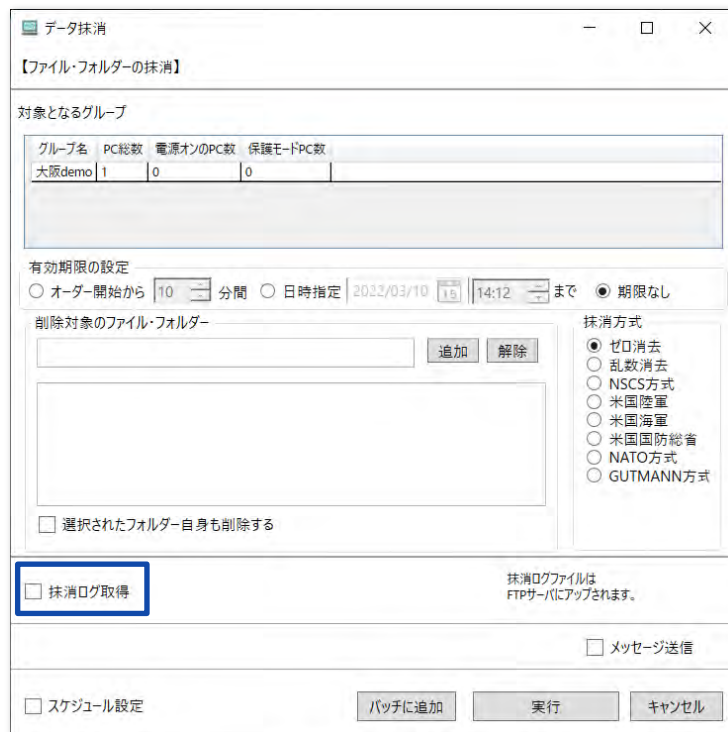 データ抹消
【ファイル・フォルダーの抹消】
対象となるグループ
グループ名 PC総数 電源オンのPC数 保護モードPC数
大阪demo 1 0 0
有効期限の設定
オーダー開始から 10 分間 日時指定 2022/03/10 15 14:12 まで 期限なし
削除対象のファイル・フォルダー
追加 解除
選択されたフォルダー自身も削除する
抹消方式
ゼロ消去
乱数消去
NSCS方式
米国陸軍
米国海軍
米国国防総省
NATO方式
GUTMANN方式
抹消ログ取得
抹消ログファイルは
FTPサーバにアップされます。
メッセージ送信
スケジュール設定 バッチに追加 実行 キャンセル